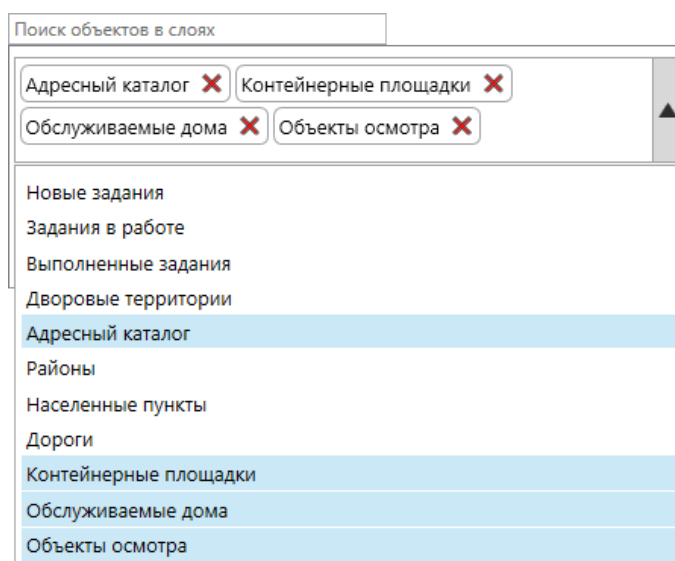 Поиск объектов в слоях
Адресный каталог Контейнерные площадки
Обслуживаемые дома Объекты осмотра
Новые задания
Задания в работе
Выполненные задания
Дворовые территории
Адресный каталог
Районы
Населенные пункты
Дороги
Контейнерные площадки
Обслуживаемые дома
Объекты осмотра